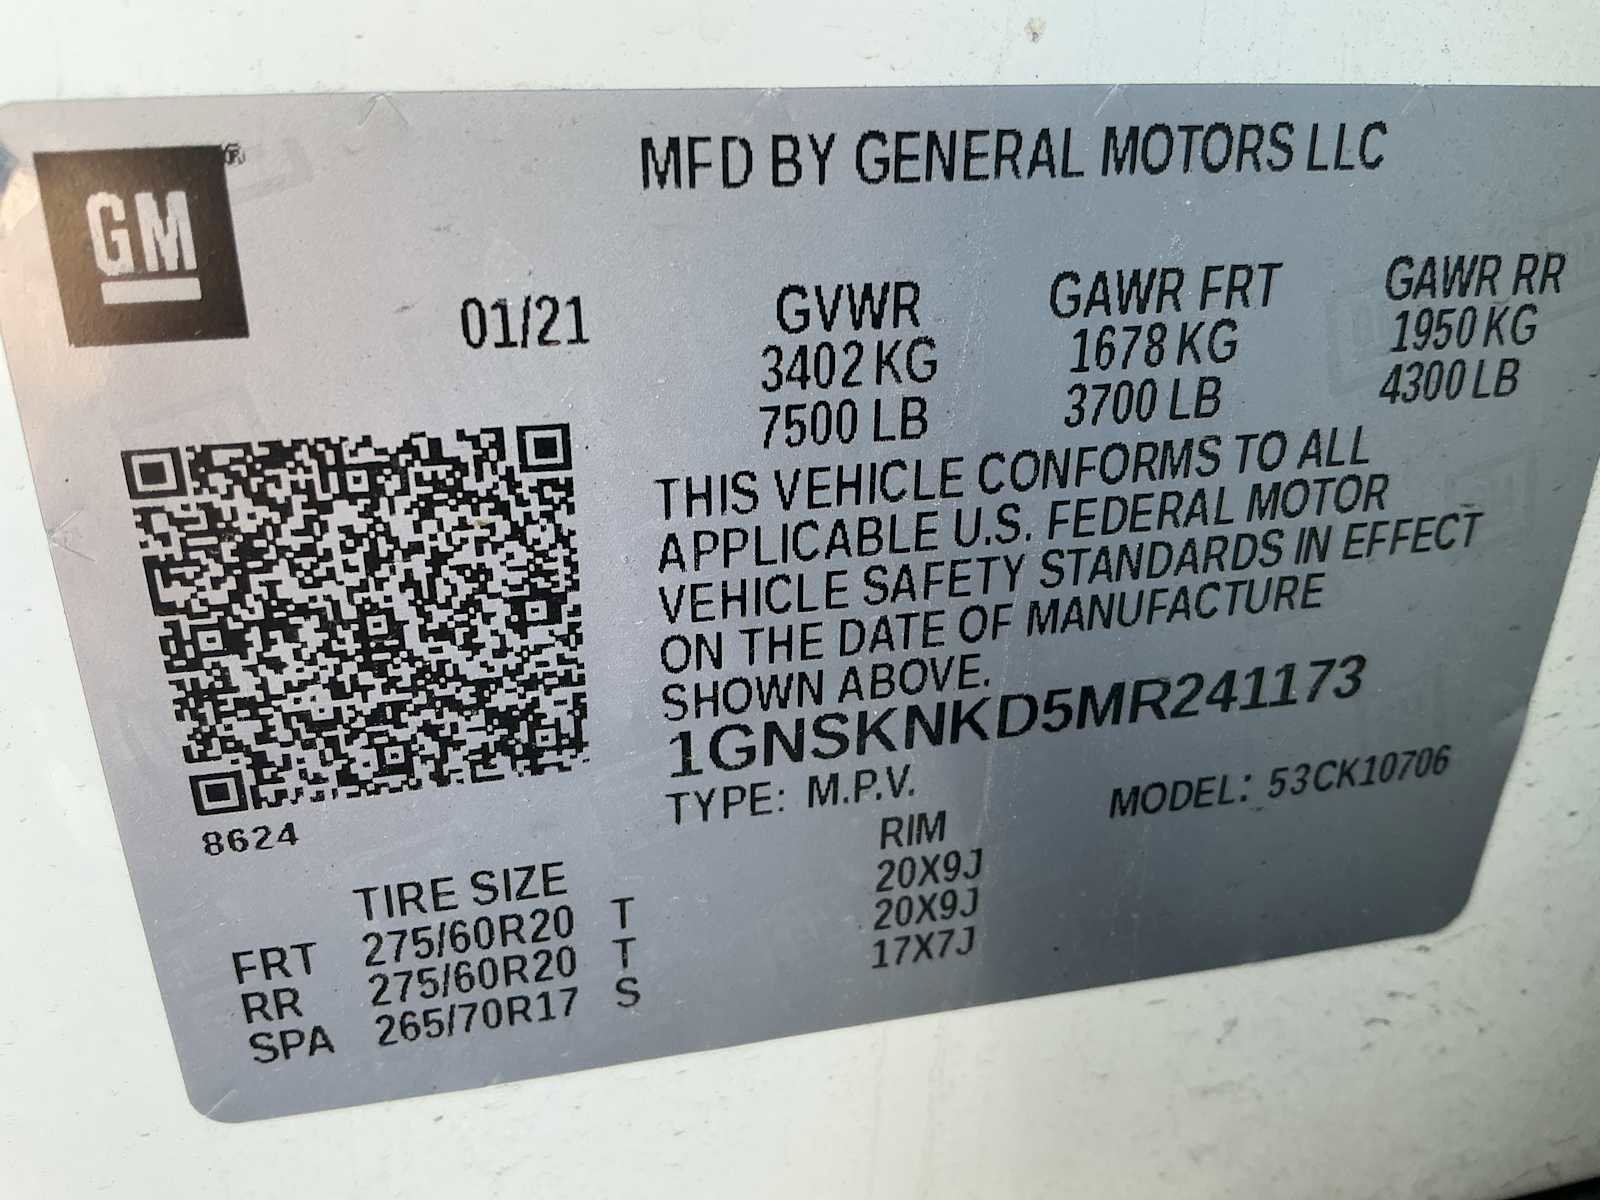 GM®
MFD BY GENERAL MOTORS LLC
01/21
GVWR GAWR FRT GAWR RR
3402 KG 1678 KG 1950 KG
7500 LB 3700 LB 4300 LB
THIS VEHICLE CONFORMS TO ALL
APPLICABLE U.S. FEDERAL MOTOR
VEHICLE SAFETY STANDARDS IN EFFECT
ON THE DATE OF MANUFACTURE
SHOWN ABOVE.
1GNSKNKD5MR241173
TYPE: M.P.V. MODEL: 53CK10706
8624
TIRE SIZE RIM
FRT 275/60R20 T 20X9J
RR 275/60R20 T 20X9J
SPA 265/70R17 S 17X7J